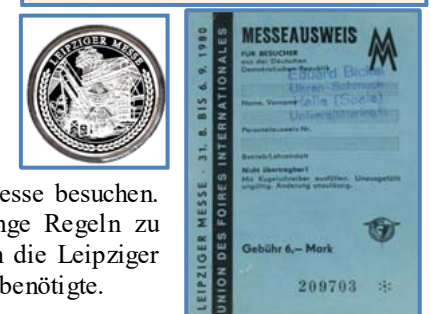 LEIPZIGER MESSE
esse besuchen.
nge Regeln zu
n die Leipziger
benötigte.
LEIPZIGER MESSE · 31. 8. BIS 6. 9. 1980
UNION DES FOIRES INTERNATIONALES
MESSEAUSWEIS
FÜR BESUCHER
aus der Deutschen
Demokratischen Republik
Eduard Bickel
Uhren-Schmuck
Name, Vorname
Halle (Saale)
Universitätsring
Personalausweis Nr.
Betrieb/Lehranstalt
Nicht übertragbar!
Mit Kugelschreiber ausfüllen. Unausgefüllt
ungültig. Änderung unzulässig.
Gebühr 6,— Mark
209703